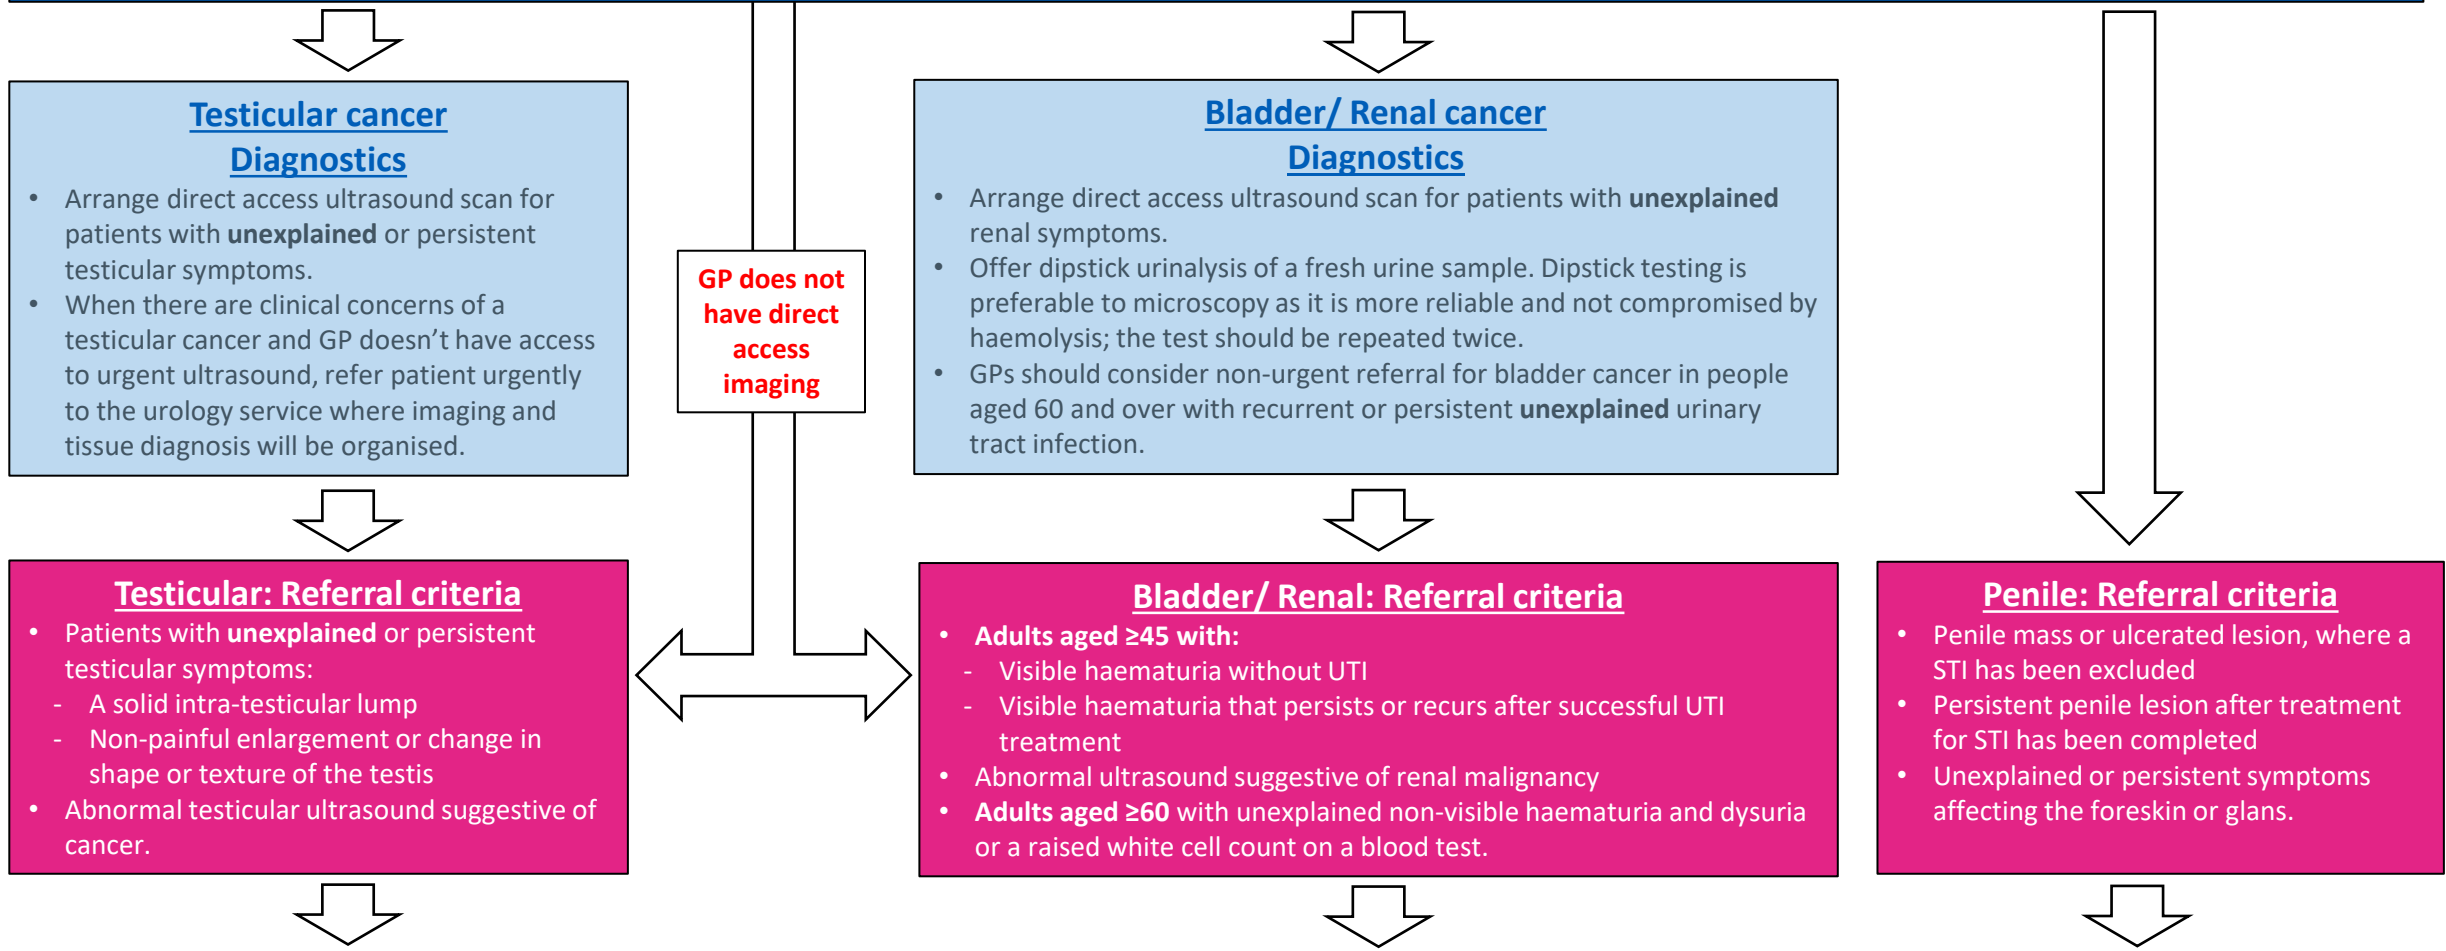 Testicular cancer
Diagnostics
• Arrange direct access ultrasound scan for
patients with unexplained or persistent
testicular symptoms.
• When there are clinical concerns of a
testicular cancer and GP doesn’t have access
to urgent ultrasound, refer patient urgently
to the urology service where imaging and
tissue diagnosis will be organised.
GP does not
have direct
access
imaging
Bladder/ Renal cancer
Diagnostics
• Arrange direct access ultrasound scan for patients with unexplained
renal symptoms.
• Offer dipstick urinalysis of a fresh urine sample. Dipstick testing is
preferable to microscopy as it is more reliable and not compromised by
haemolysis; the test should be repeated twice.
• GPs should consider non-urgent referral for bladder cancer in people
aged 60 and over with recurrent or persistent unexplained urinary
tract infection.
Testicular: Referral criteria
• Patients with unexplained or persistent
testicular symptoms:
- A solid intra-testicular lump
- Non-painful enlargement or change in
shape or texture of the testis
• Abnormal testicular ultrasound suggestive of
cancer.
Bladder/ Renal: Referral criteria
• Adults aged ≥45 with:
- Visible haematuria without UTI
- Visible haematuria that persists or recurs after successful UTI
treatment
• Abnormal ultrasound suggestive of renal malignancy
• Adults aged ≥60 with unexplained non-visible haematuria and dysuria
or a raised white cell count on a blood test.
Penile: Referral criteria
• Penile mass or ulcerated lesion, where a
STI has been excluded
• Persistent penile lesion after treatment
for STI has been completed
• Unexplained or persistent symptoms
affecting the foreskin or glans.